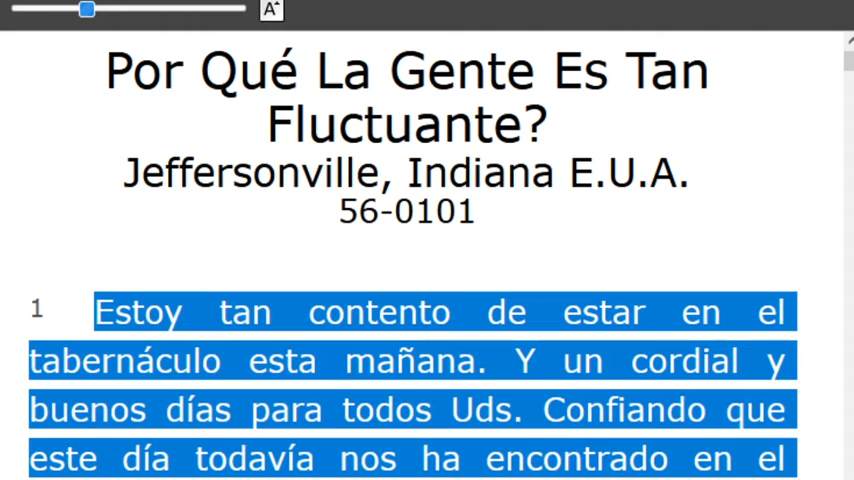 A
Por Qué La Gente Es Tan
Fluctuante?
Jeffersonville, Indiana E.U.A.
56-0101
1 Estoy tan contento de estar en el
tabernáculo esta mañana. Y un cordial y
buenos días para todos Uds. Confiando que
este día todavía nos ha encontrado en el